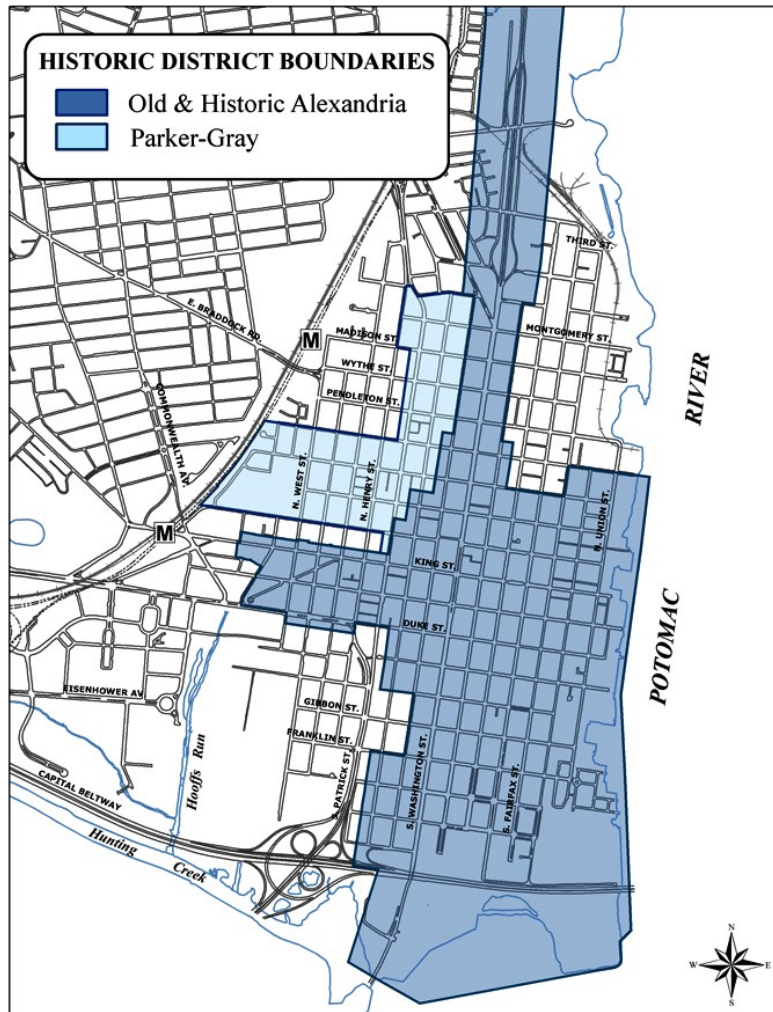 HISTORIC DISTRICT BOUNDARIES
Old & Historic Alexandria
Parker-Gray
THIRD ST.
E. BRADDOCK RD.
M
MADISON ST.
MONTGOMERY ST.
WYTHE ST.
PENDLETON ST.
COMMONWEALTH AV.
RIVER
N. WEST ST.
N. HENRY ST.
N. UNION ST.
M
KING ST.
DUKE ST.
POTOMAC
EISENHOWER AV.
GIBBON ST.
FRANKLIN ST.
Hooffs Run
S. PATRICK ST.
S. WASHINGTON ST.
S. FAIRFAX ST.
CAPITAL BELTWAY
Hunting
Creek
N
W
E
S